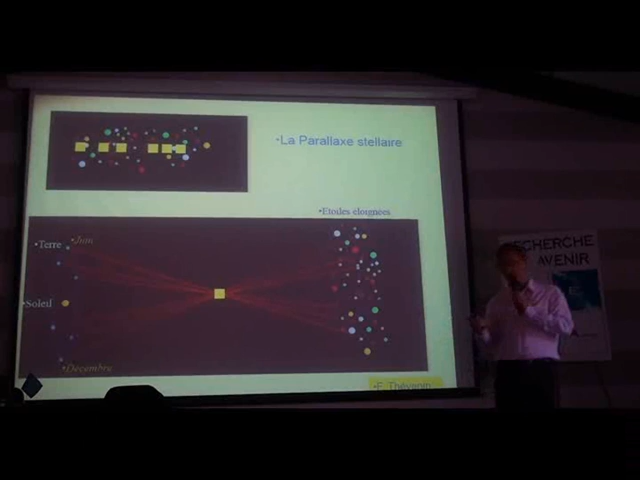 •La Parallaxe stellaire
•Etoiles éloignées
•Terre
•Juin
•Soleil
•Décembre
•F. Thévenin
RECHERCHE
AVENIR